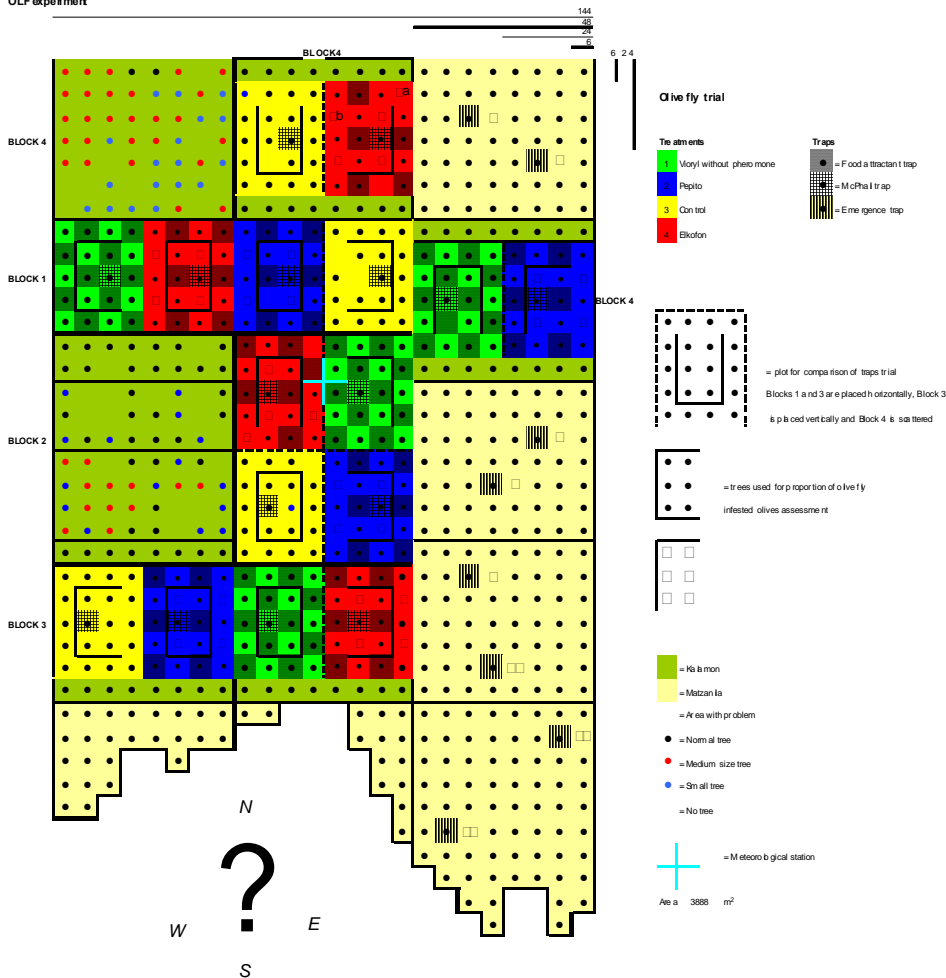 OLF experiment
144
48
24
6
BLOCK4
6 24
Olive fly trial
Treatments
Traps
1 Vioryl without pheromone
= Food attractant trap
2 Pepito
= McPhail trap
3 Control
= Emergence trap
4 Elkofon
a
b
BLOCK 4
BLOCK 1
BLOCK 4
= plot for comparison of traps trial
Blocks 1 and 3 are placed horizontally, Block 3
is placed vertically and Block 4 is scattered
BLOCK 2
= trees used for proportion of olive fly
infested olives assessment
BLOCK 3
= Kalamon
= Matzanila
= Area with problem
= Normal tree
= Medium size tree
= Small tree
= No tree
N
?
W
E
S
= Meteorological station
Area 3888 m²